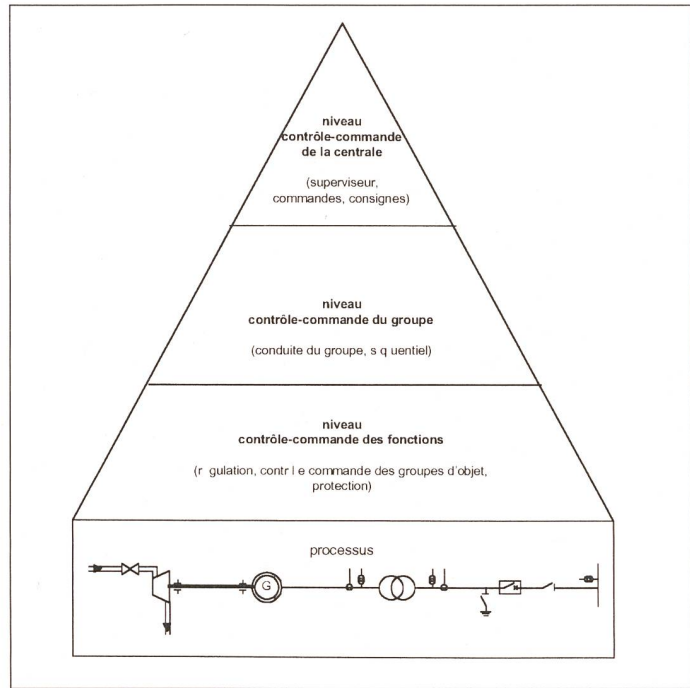 niveau
contrôle-commande
de la centrale
(superviseur,
commandes, consignes)
niveau
contrôle-commande du groupe
(conduite du groupe, s q uentiel)
niveau
contrôle-commande des fonctions
(r gulation, contr l e commande des groupes d'objet,
protection)
processus
G